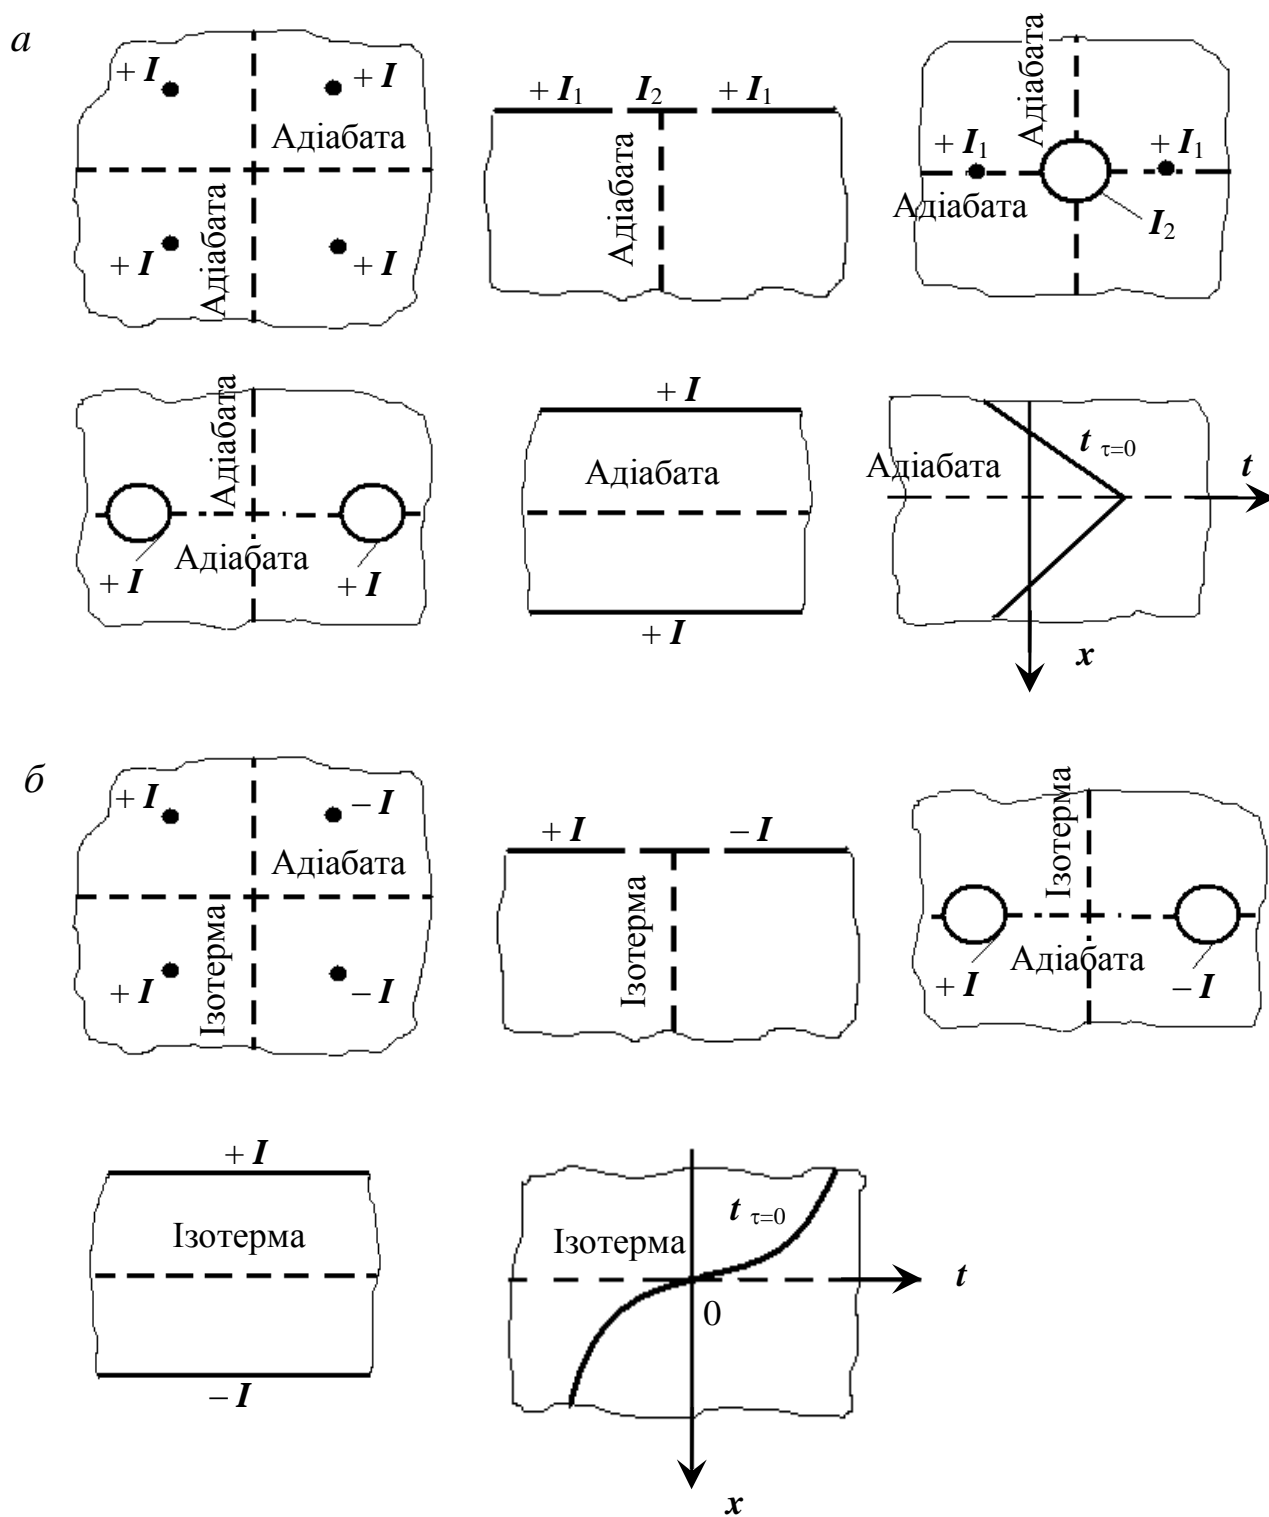 а
+ I
+ I
Адіабата
Адіабата
+ I
+ I
+ I₁
I₂
+ I₁
Адіабата
Адіабата
+ I₁
+ I₁
Адіабата
I₂
Адіабата
Адіабата
+ I
+ I
+ I
Адіабата
+ I
t τ=0
Адіабата
t
x
б
+ I
– I
Адіабата
Ізотерма
+ I
– I
+ I
– I
Ізотерма
Ізотерма
Адіабата
+ I
– I
+ I
Ізотерма
– I
t τ=0
Ізотерма
0
t
x